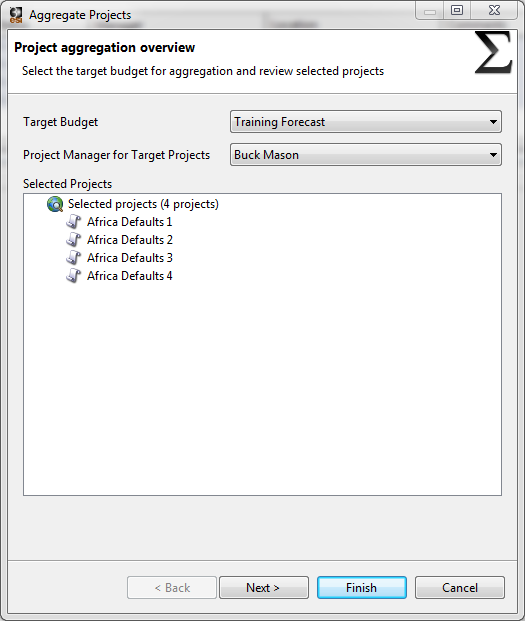 Aggregate Projects
Project aggregation overview
Select the target budget for aggregation and review selected projects
Σ
Target Budget
Training Forecast
Project Manager for Target Projects
Buck Mason
Selected Projects
Selected projects (4 projects)
Africa Defaults 1
Africa Defaults 2
Africa Defaults 3
Africa Defaults 4
< Back
Next >
Finish
Cancel